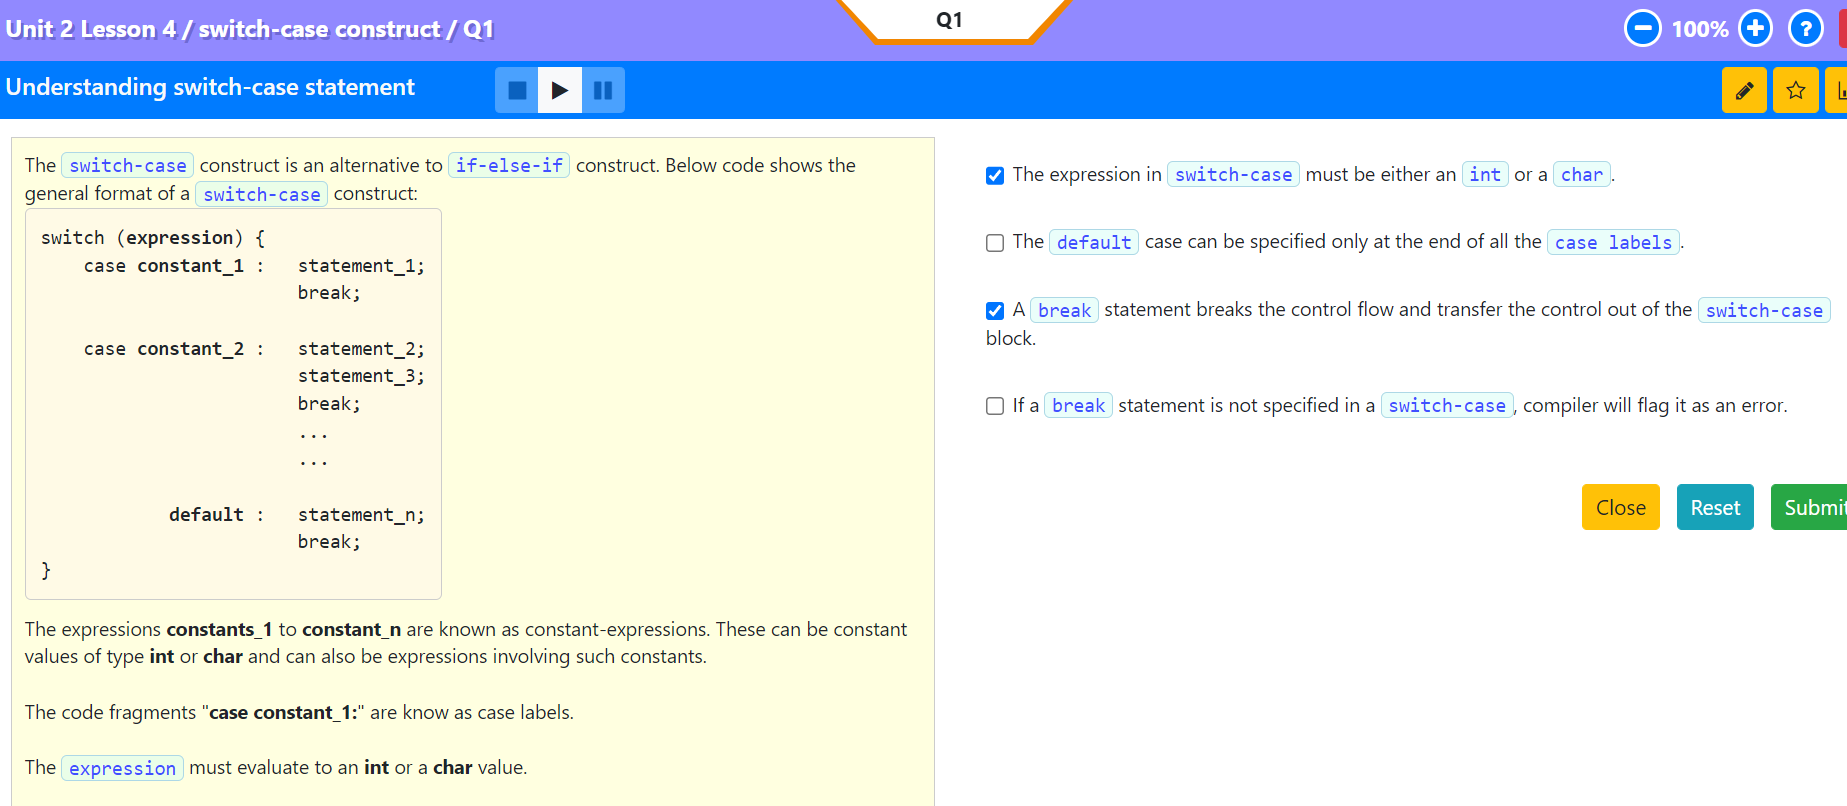 Unit 2 Lesson 4 / switch-case construct / Q1
Q1
100%
?
Understanding switch-case statement
The switch-case construct is an alternative to if-else-if construct. Below code shows the
general format of a switch-case construct:
switch (expression) {
case constant_1 : statement_1;
break;
case constant_2 : statement_2;
statement_3;
break;
...
...
default : statement_n;
break;
}
The expressions constants_1 to constant_n are known as constant-expressions. These can be constant
values of type int or char and can also be expressions involving such constants.
The code fragments "case constant_1:" are know as case labels.
The expression must evaluate to an int or a char value.
The expression in switch-case must be either an int or a char.
The default case can be specified only at the end of all the case labels.
A break statement breaks the control flow and transfer the control out of the switch-case
block.
If a break statement is not specified in a switch-case, compiler will flag it as an error.
Close
Reset
Submit